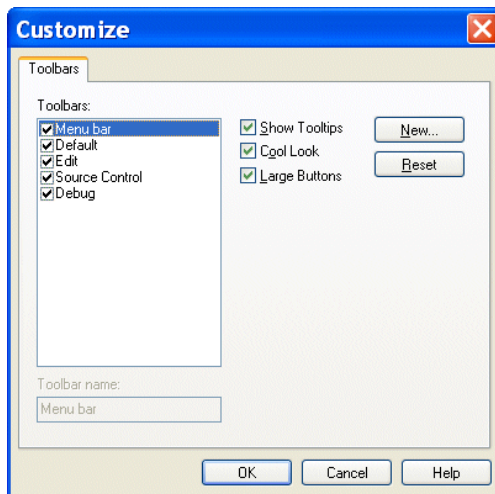 Customize
Toolbars
Toolbars:
Menu bar
Default
Edit
Source Control
Debug
Show Tooltips
Cool Look
Large Buttons
New...
Reset
Toolbar name:
Menu bar
OK
Cancel
Help